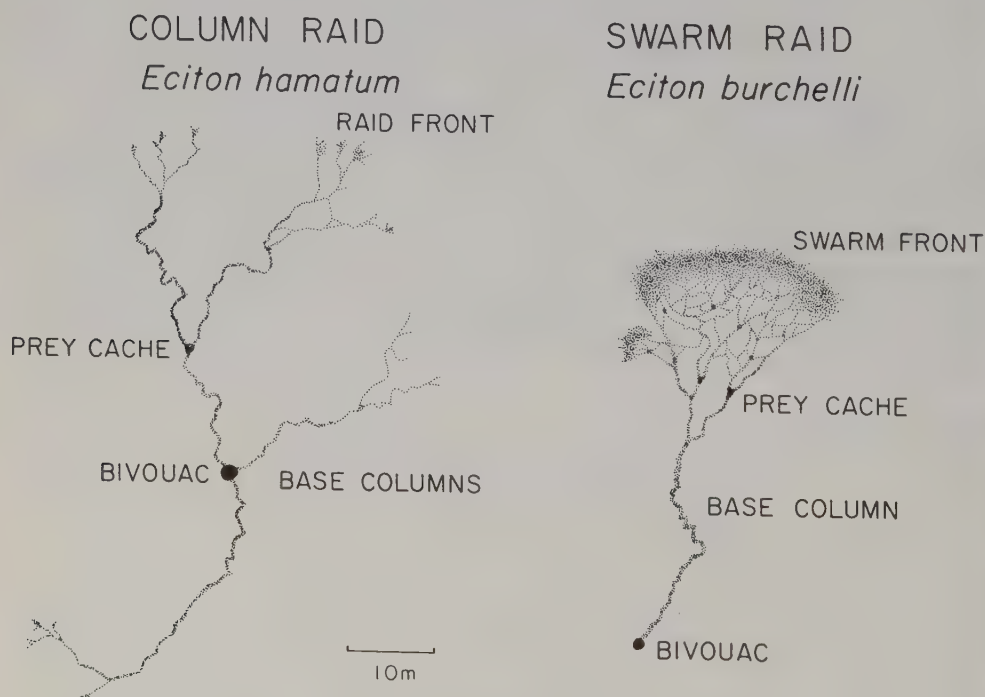 COLUMN RAID
Eciton hamatum
RAID FRONT
PREY CACHE
BIVOUAC
BASE COLUMNS
10m
SWARM RAID
Eciton burchelli
SWARM FRONT
PREY CACHE
BASE COLUMN
BIVOUAC